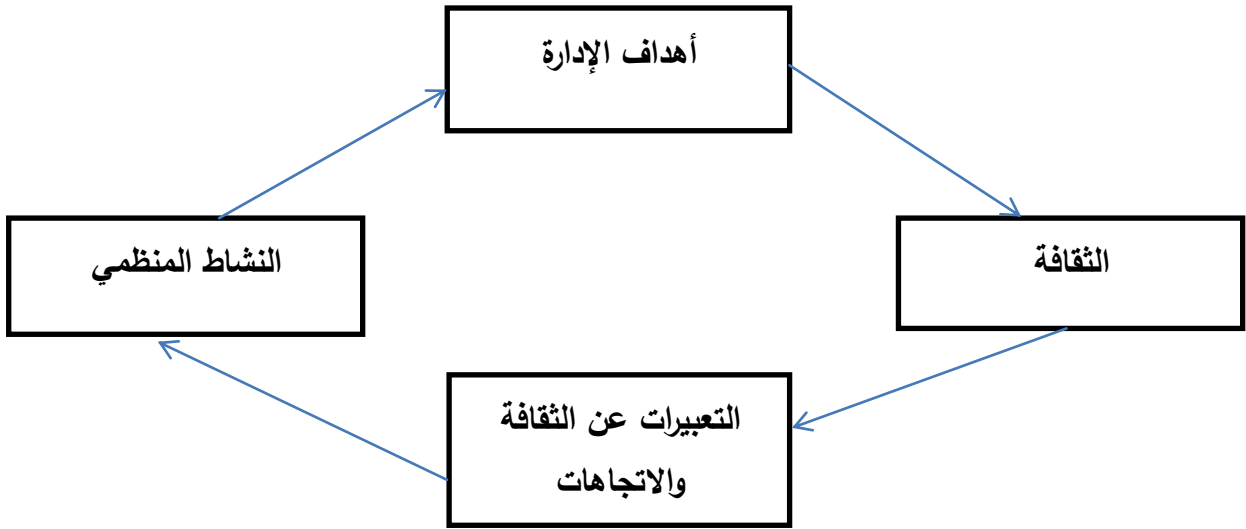 أهداف الإدارة
الثقافة
النشاط المنظمي
التعبيرات عن الثقافة
والاتجاهات